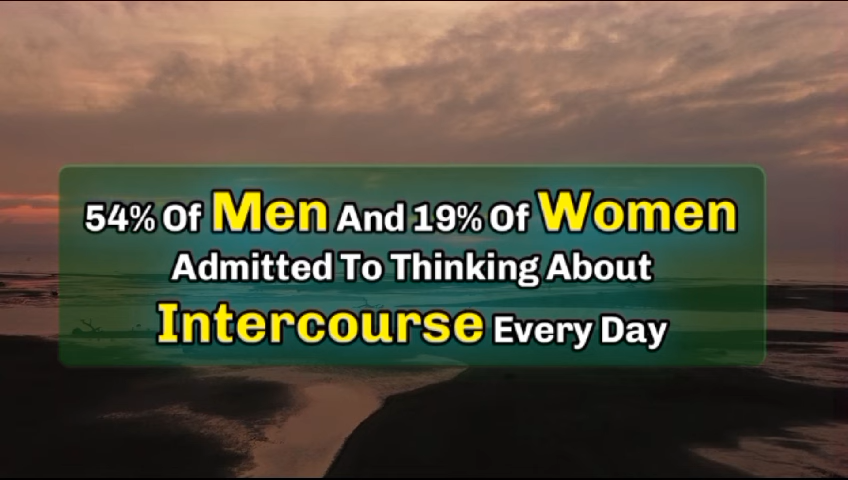 54% Of Men And 19% Of Women
Admitted To Thinking About
Intercourse Every Day